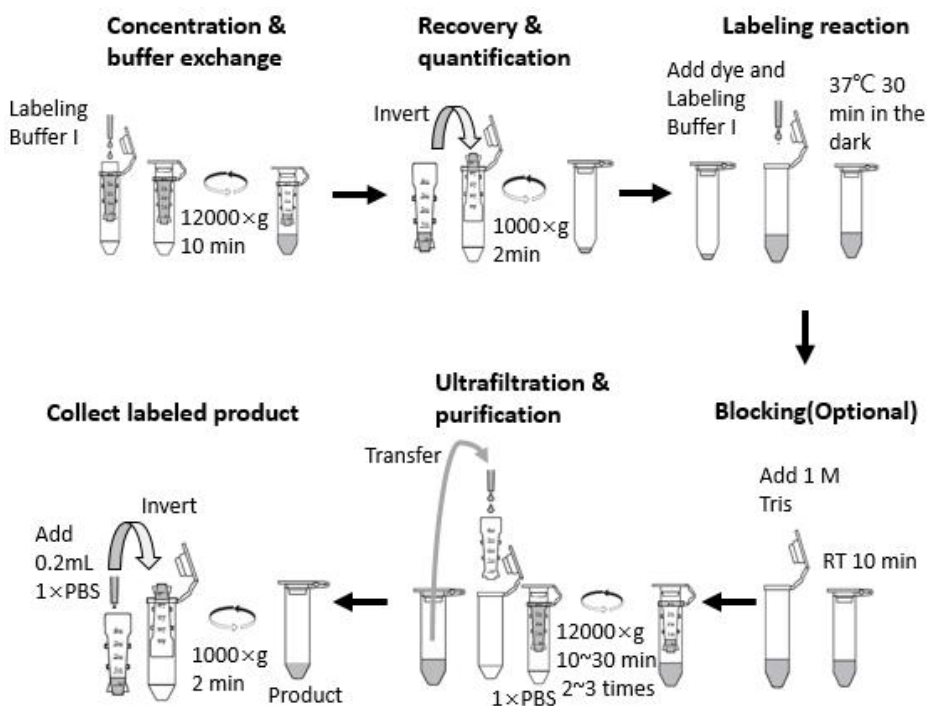 Concentration &
buffer exchange
Labeling
Buffer I
12000×g
10 min
Recovery &
quantification
Invert
1000×g
2min
Labeling reaction
Add dye and
Labeling
Buffer I
37℃ 30
min in the
dark
Blocking(Optional)
Add 1 M
Tris
RT 10 min
Ultrafiltration &
purification
Transfer
1×PBS
12000×g
10~30 min
2~3 times
Collect labeled product
Add
0.2mL
1×PBS
Invert
1000×g
2 min
Product